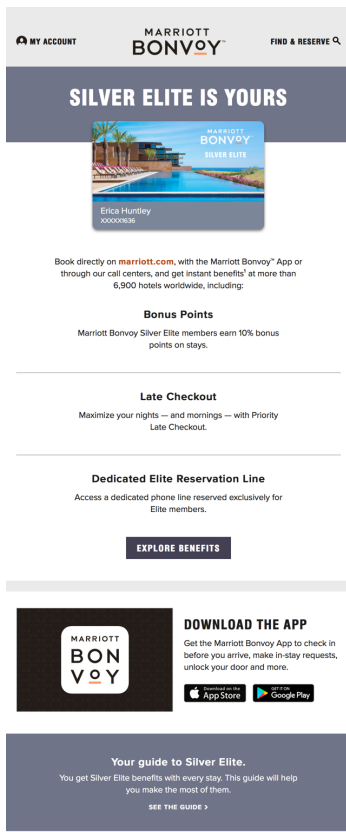 MY ACCOUNT
MARRIOTT
BONVOY™
FIND & RESERVE
SILVER ELITE IS YOURS
MARRIOTT
BONVOY™
SILVER ELITE
Erica Huntley
XXXXX1636
Book directly on marriott.com, with the Marriott Bonvoy™ App or
through our call centers, and get instant benefits¹ at more than
6,900 hotels worldwide, including:
Bonus Points
Marriott Bonvoy Silver Elite members earn 10% bonus
points on stays.
Late Checkout
Maximize your nights — and mornings — with Priority
Late Checkout.
Dedicated Elite Reservation Line
Access a dedicated phone line reserved exclusively for
Elite members.
EXPLORE BENEFITS
MARRIOTT
BON
VOY
DOWNLOAD THE APP
Get the Marriott Bonvoy App to check in
before you arrive, make in-stay requests,
unlock your door and more.
Download on the
App Store
GET IT ON
Google Play
Your guide to Silver Elite.
You get Silver Elite benefits with every stay. This guide will help
you make the most of them.
SEE THE GUIDE >